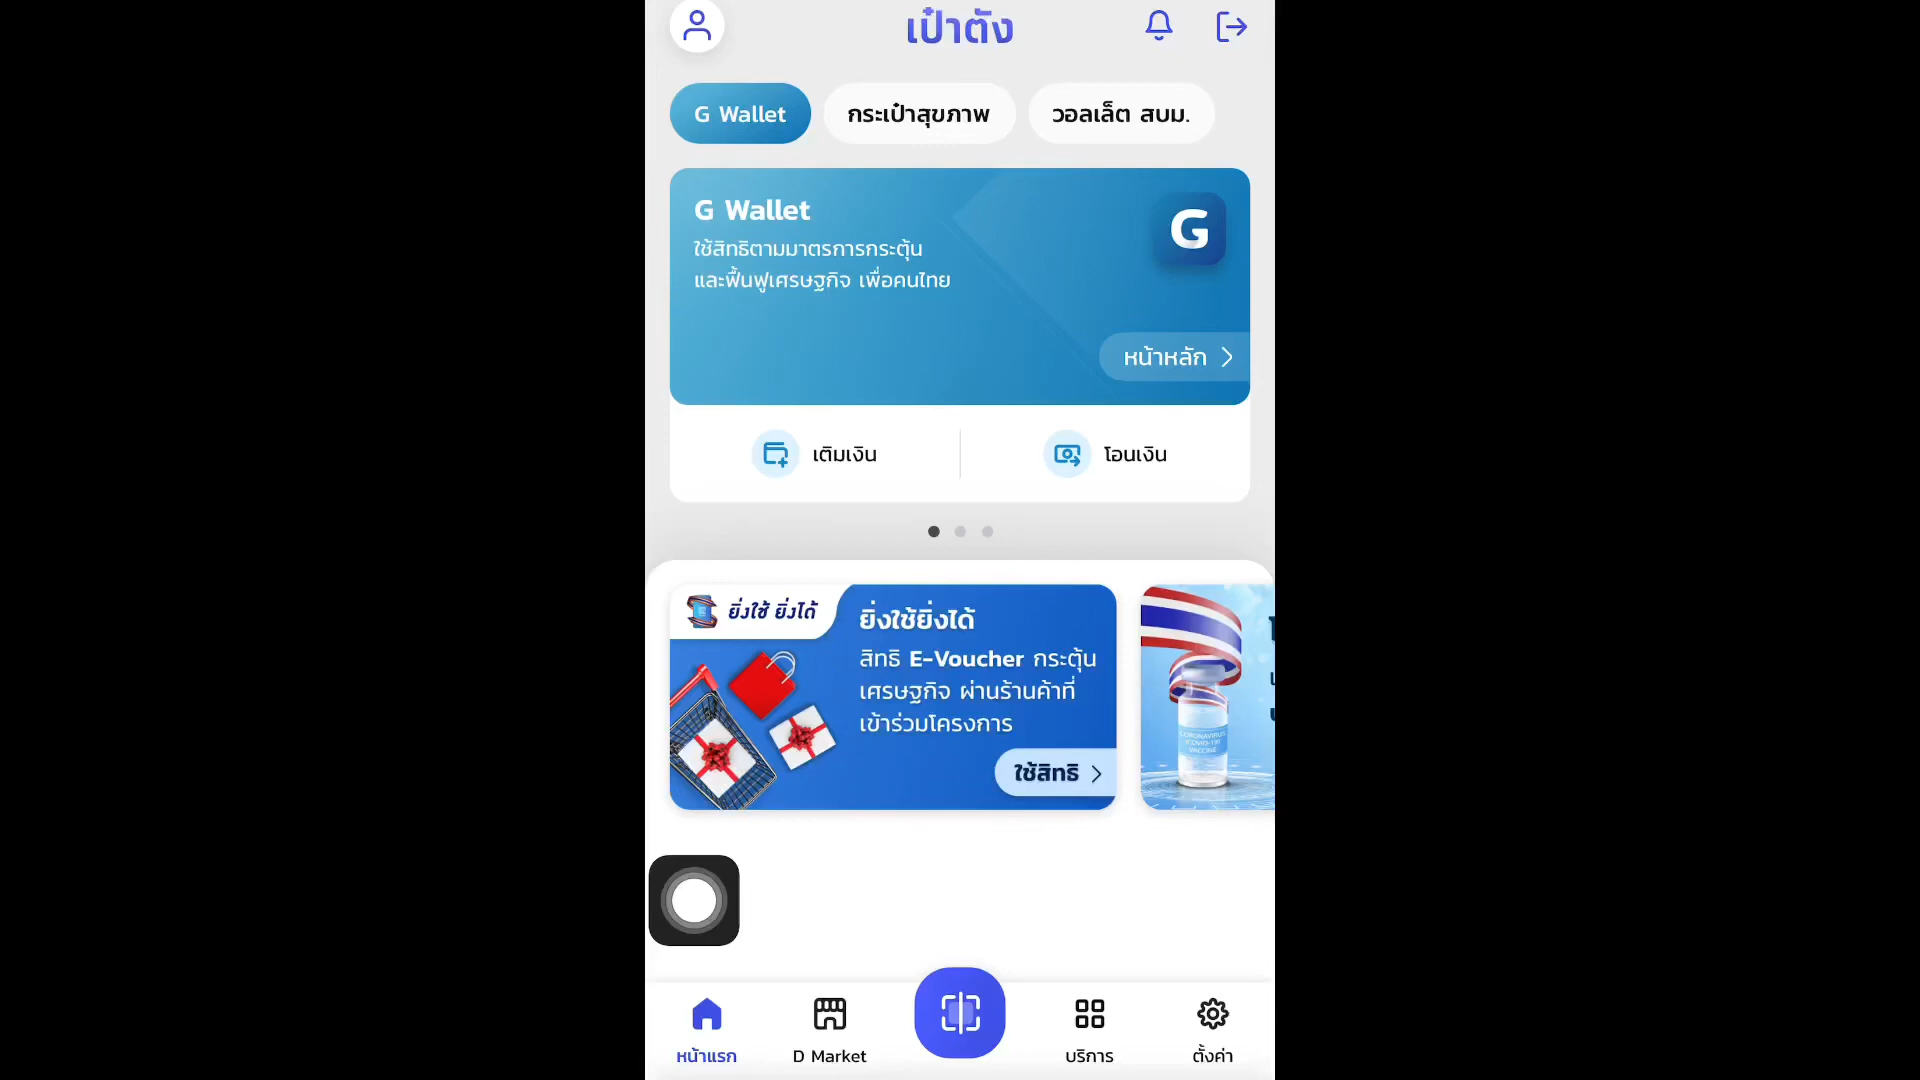 เป๋าตัง
G Wallet
กระเป๋าสุขภาพ
วอลเล็ต สบม.
G Wallet
ใช้สิทธิตามมาตรการกระตุ้น
และฟื้นฟูเศรษฐกิจ เพื่อคนไทย
G
หน้าหลัก
เติมเงิน
โอนเงิน
ยิ่งใช้ ยิ่งได้
ยิ่งใช้ยิ่งได้
สิทธิ E-Voucher กระตุ้น
เศรษฐกิจ ผ่านร้านค้าที่
เข้าร่วมโครงการ
ใช้สิทธิ
CORONAVIRUS
VACCINE
หน้าแรก
D Market
บริการ
ตั้งค่า